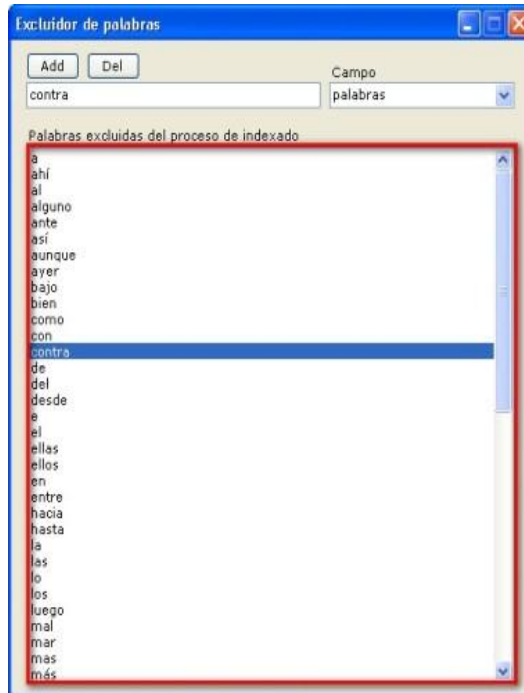 Excluidor de palabras
Add Del
Campo
contra palabras
Palabras excluidas del proceso de indexado
a
ahí
al
alguno
ante
así
aunque
ayer
bajo
bien
como
con
contra
de
del
desde
e
el
ellas
ellos
en
entre
hacia
hasta
la
las
lo
los
luego
mal
mar
mas
más